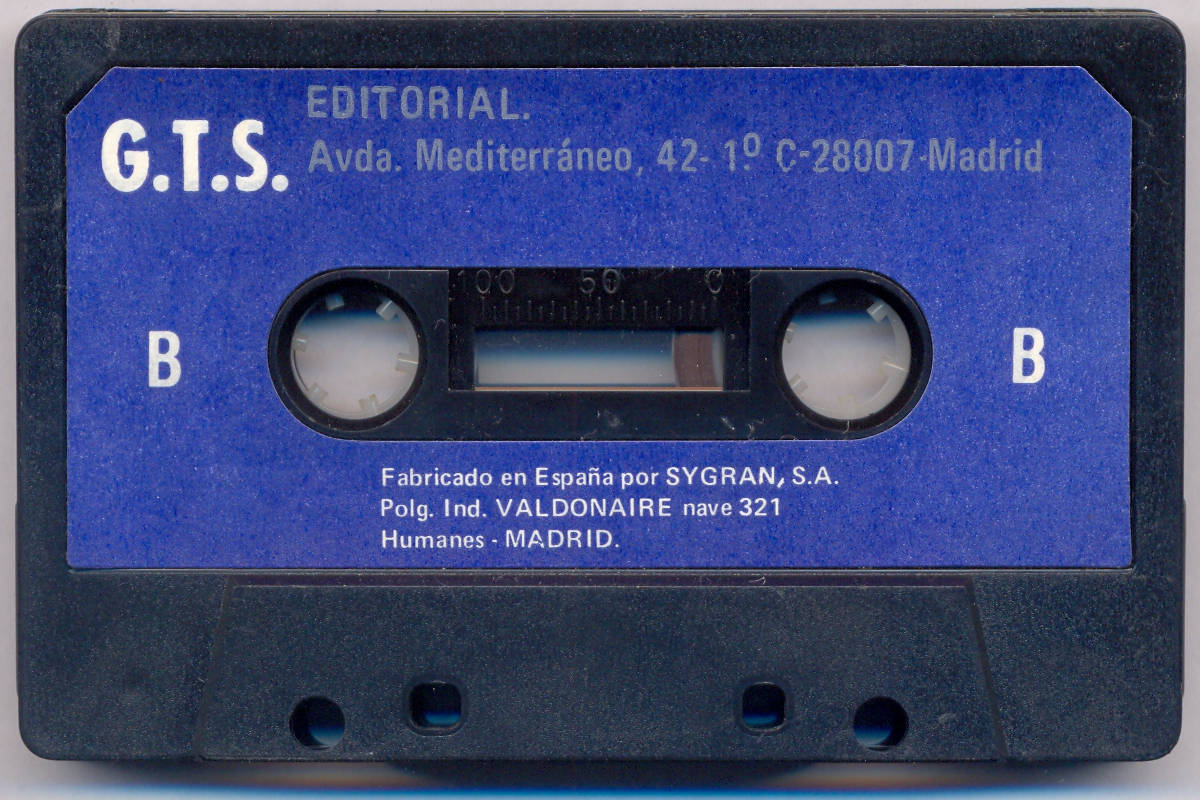 EDITORIAL.
G.T.S. Avda. Mediterráneo, 42- 1º C-28007-Madrid
100 50 0
B B
Fabricado en España por SYGRAN, S.A.
Polg. Ind. VALDONAIRE nave 321
Humanes - MADRID.